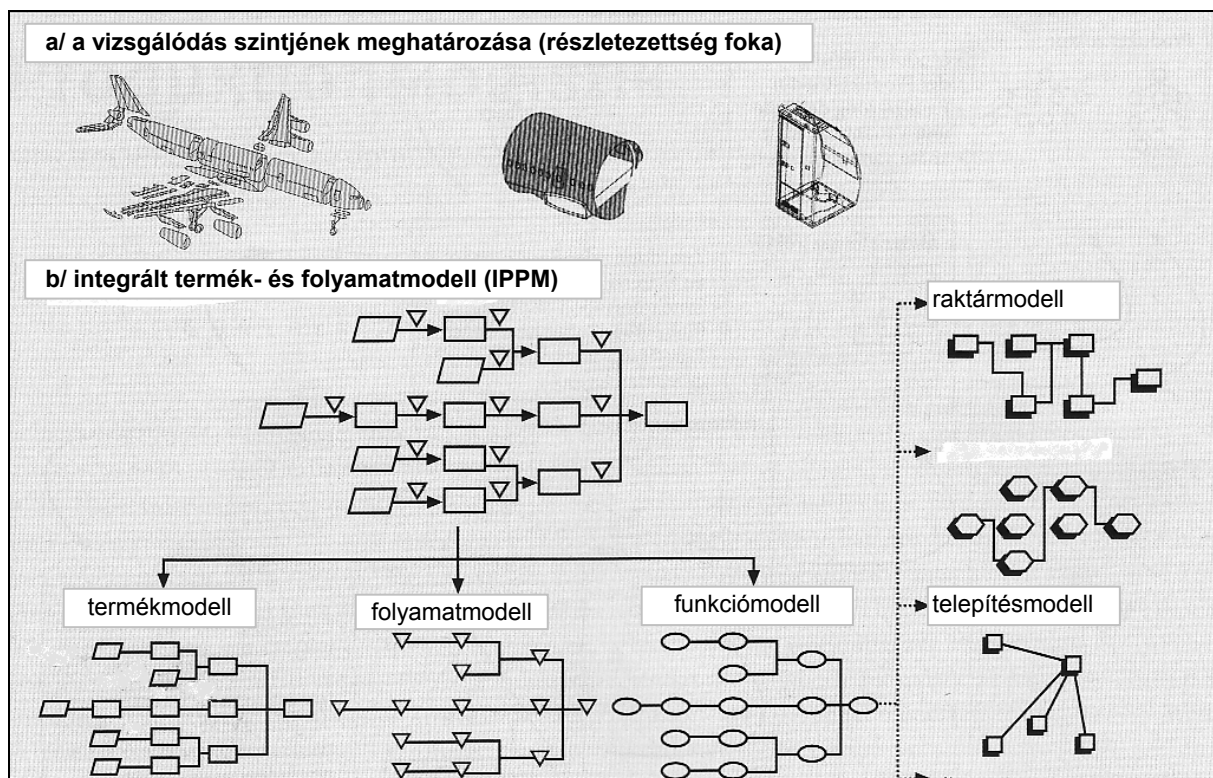 a/ a vizsgálódás szintjének meghatározása (részletezettség foka)
b/ integrált termék- és folyamatmodell (IPPM)
raktármodell
termékmodell
folyamatmodell
funkciómodell
telepítésmodell